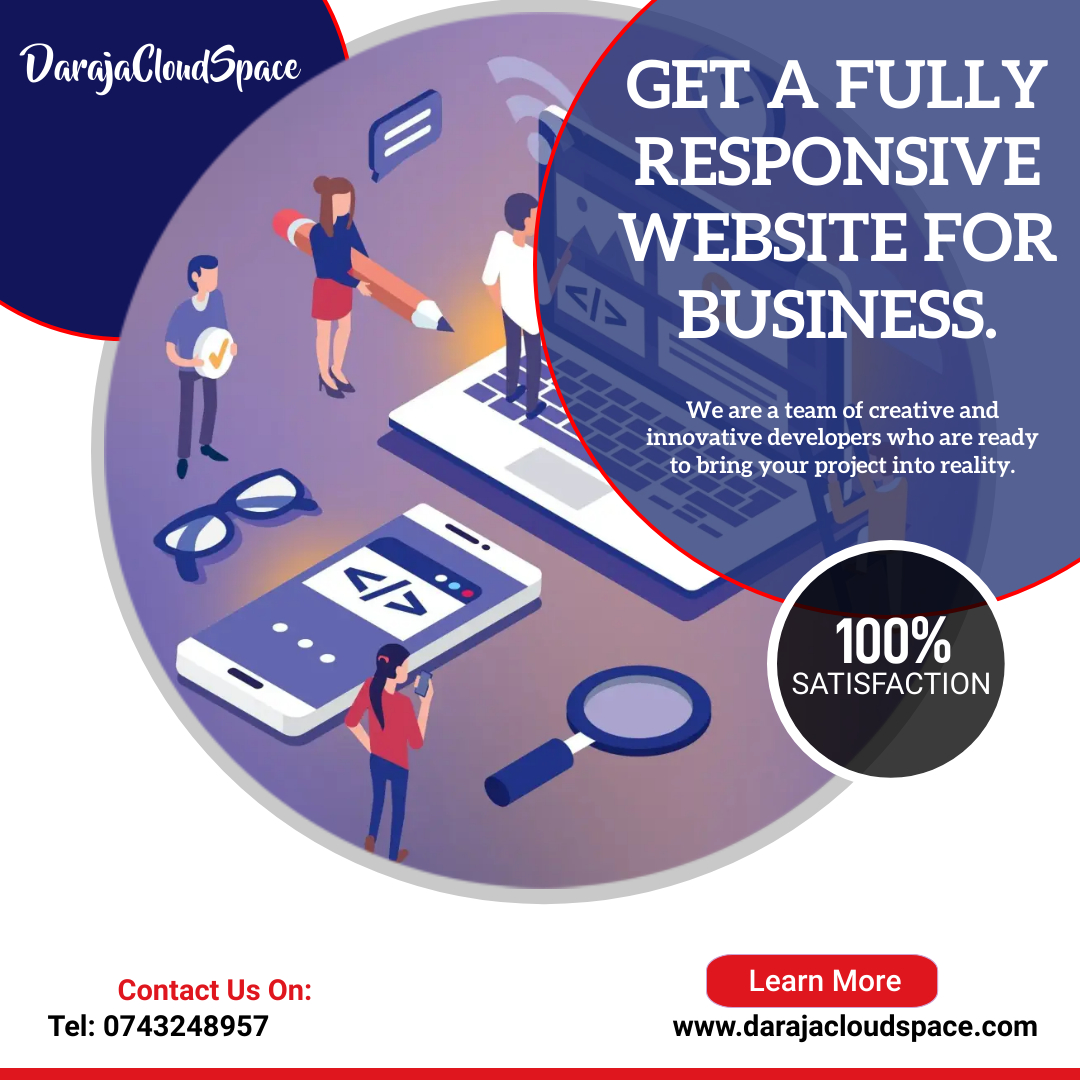 DarajaCloudSpace
GET A FULLY
RESPONSIVE
WEBSITE FOR
BUSINESS.
We are a team of creative and
innovative developers who are ready
to bring your project into reality.
</>
</>
100%
SATISFACTION
Contact Us On:
Tel: 0743248957
Learn More
www.darajacloudspace.com